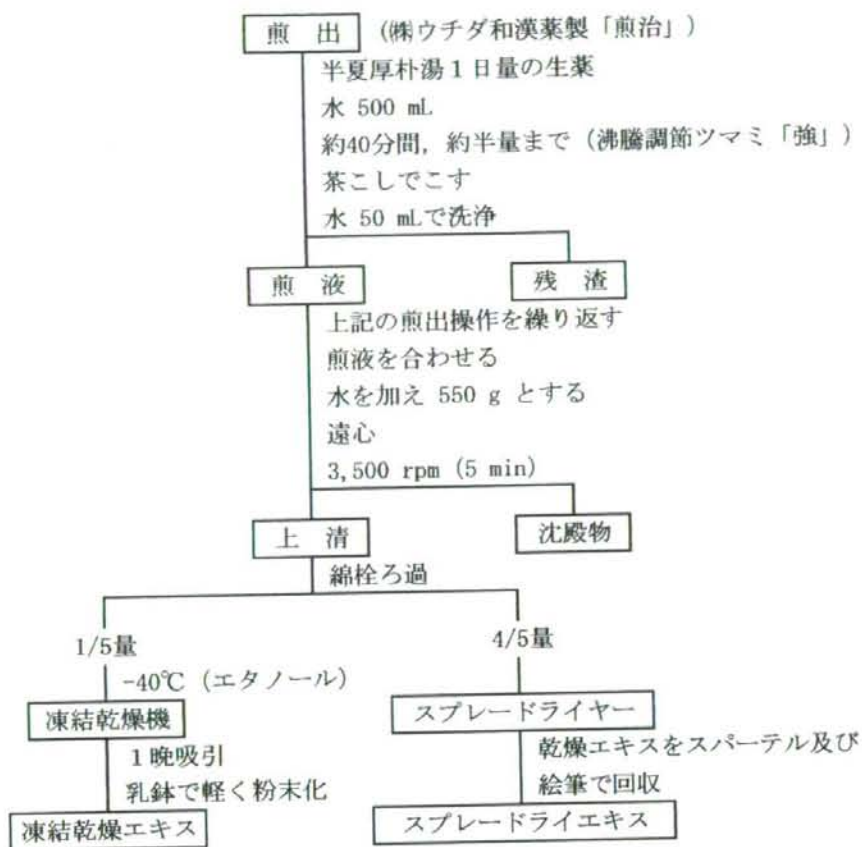 煎 出 (㈱ウチダ和漢薬製「煎治」)
半夏厚朴湯1日量の生薬
水 500 mL
約40分間,約半量まで(沸騰調節ツマミ「強」)
茶こしでこす
水 50 mLで洗浄
煎 液
残 渣
上記の煎出操作を繰り返す
煎液を合わせる
水を加え 550 g とする
遠心
3,500 rpm (5 min)
上 清
沈殿物
綿栓ろ過
1/5量
4/5量
-40℃(エタノール)
凍結乾燥機
スプレードライヤー
1晩吸引
乳鉢で軽く粉末化
乾燥エキスをスパーテル及び
絵筆で回収
凍結乾燥エキス
スプレードライエキス